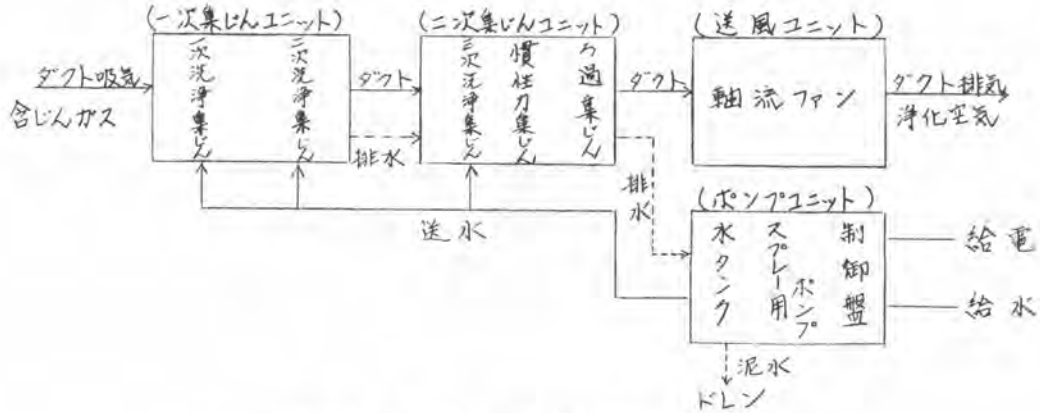 (一次集じんユニット)
(二次集じんユニット)
(送風ユニット)
ダクト吸気
含じんガス
一次洗浄集じん
二次洗浄集じん
ダクト
排水
三次洗浄集じん
慣性力集じん
ろ過集じん
ダクト
軸流ファン
ダクト排気
浄化空気
排水
送水
(ポンプユニット)
水タンク
スプレー用
ポンプ
制御盤
給電
給水
泥水
ドレン